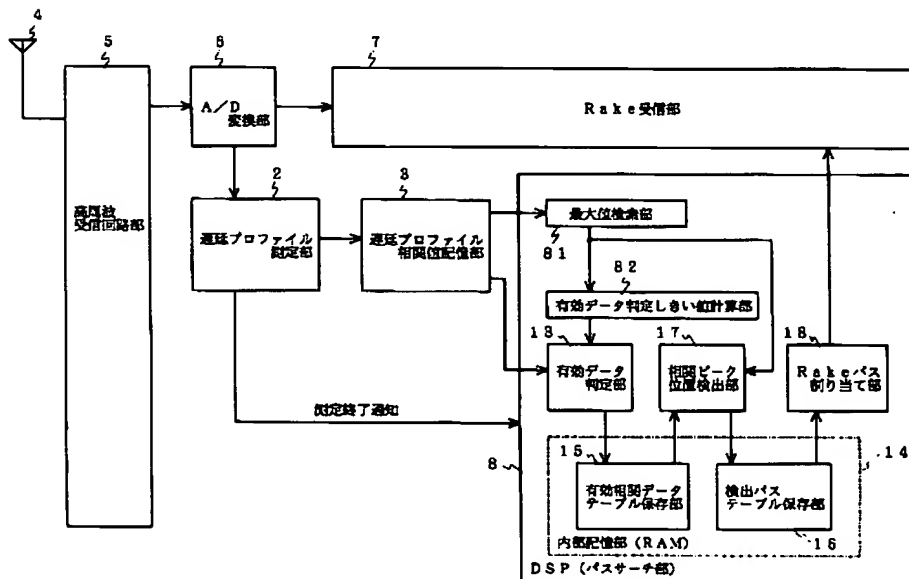 4
5
6
7
A/D
変換部
Rake受信部
高周波
受信回路部
2
遅延プロファイル
測定部
3
遅延プロファイル
相関値記憶部
最大値検索部
81
82
有効データ判定しきい値計算部
13
有効データ
判定部
17
相関ピーク
位置検出部
18
Rakeパス
割り当て部
測定終了通知
8
15
有効相関データ
テーブル保存部
検出パス
テーブル保存部
16
14
内部記憶部(RAM)
DSP(パスサーチ部)